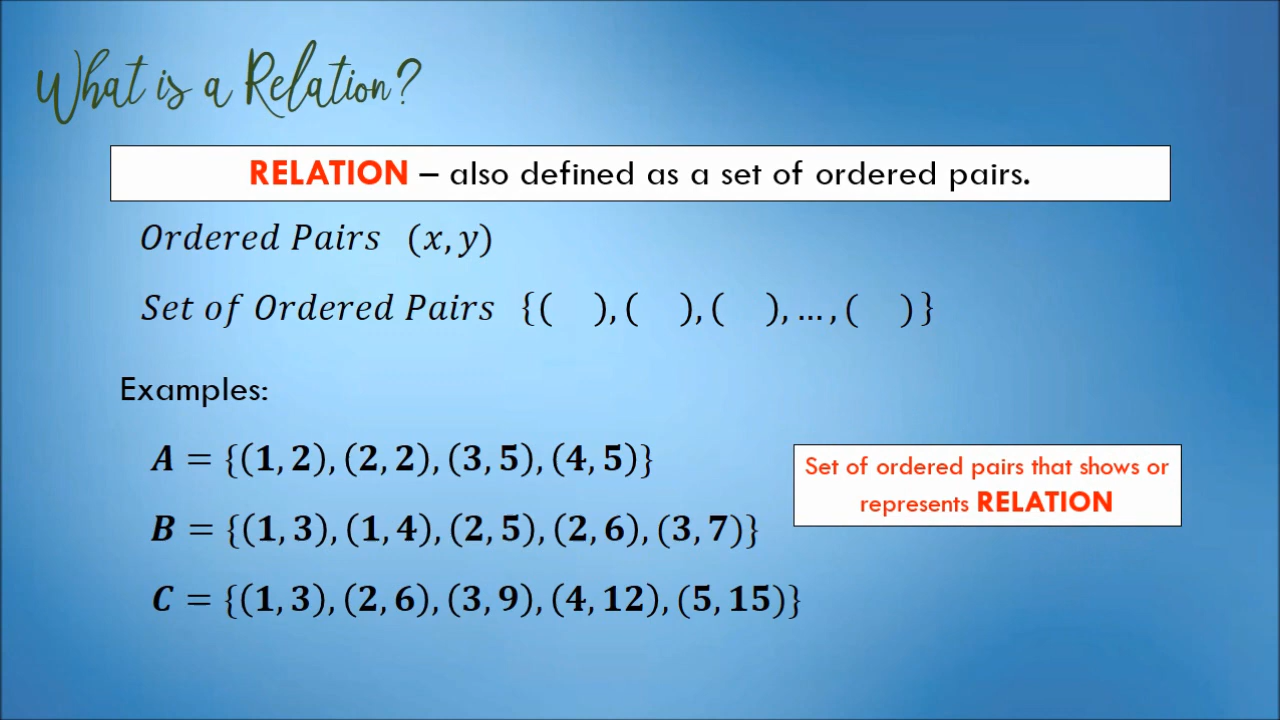 What is a Relation?
RELATION – also defined as a set of ordered pairs.
Ordered Pairs (x, y)
Set of Ordered Pairs {( ), ( ), ( ), ... , ( )}
Examples:
A = {(1, 2), (2, 2), (3, 5), (4, 5)}
B = {(1, 3), (1, 4), (2, 5), (2, 6), (3, 7)}
C = {(1, 3), (2, 6), (3, 9), (4, 12), (5, 15)}
Set of ordered pairs that shows or
represents RELATION